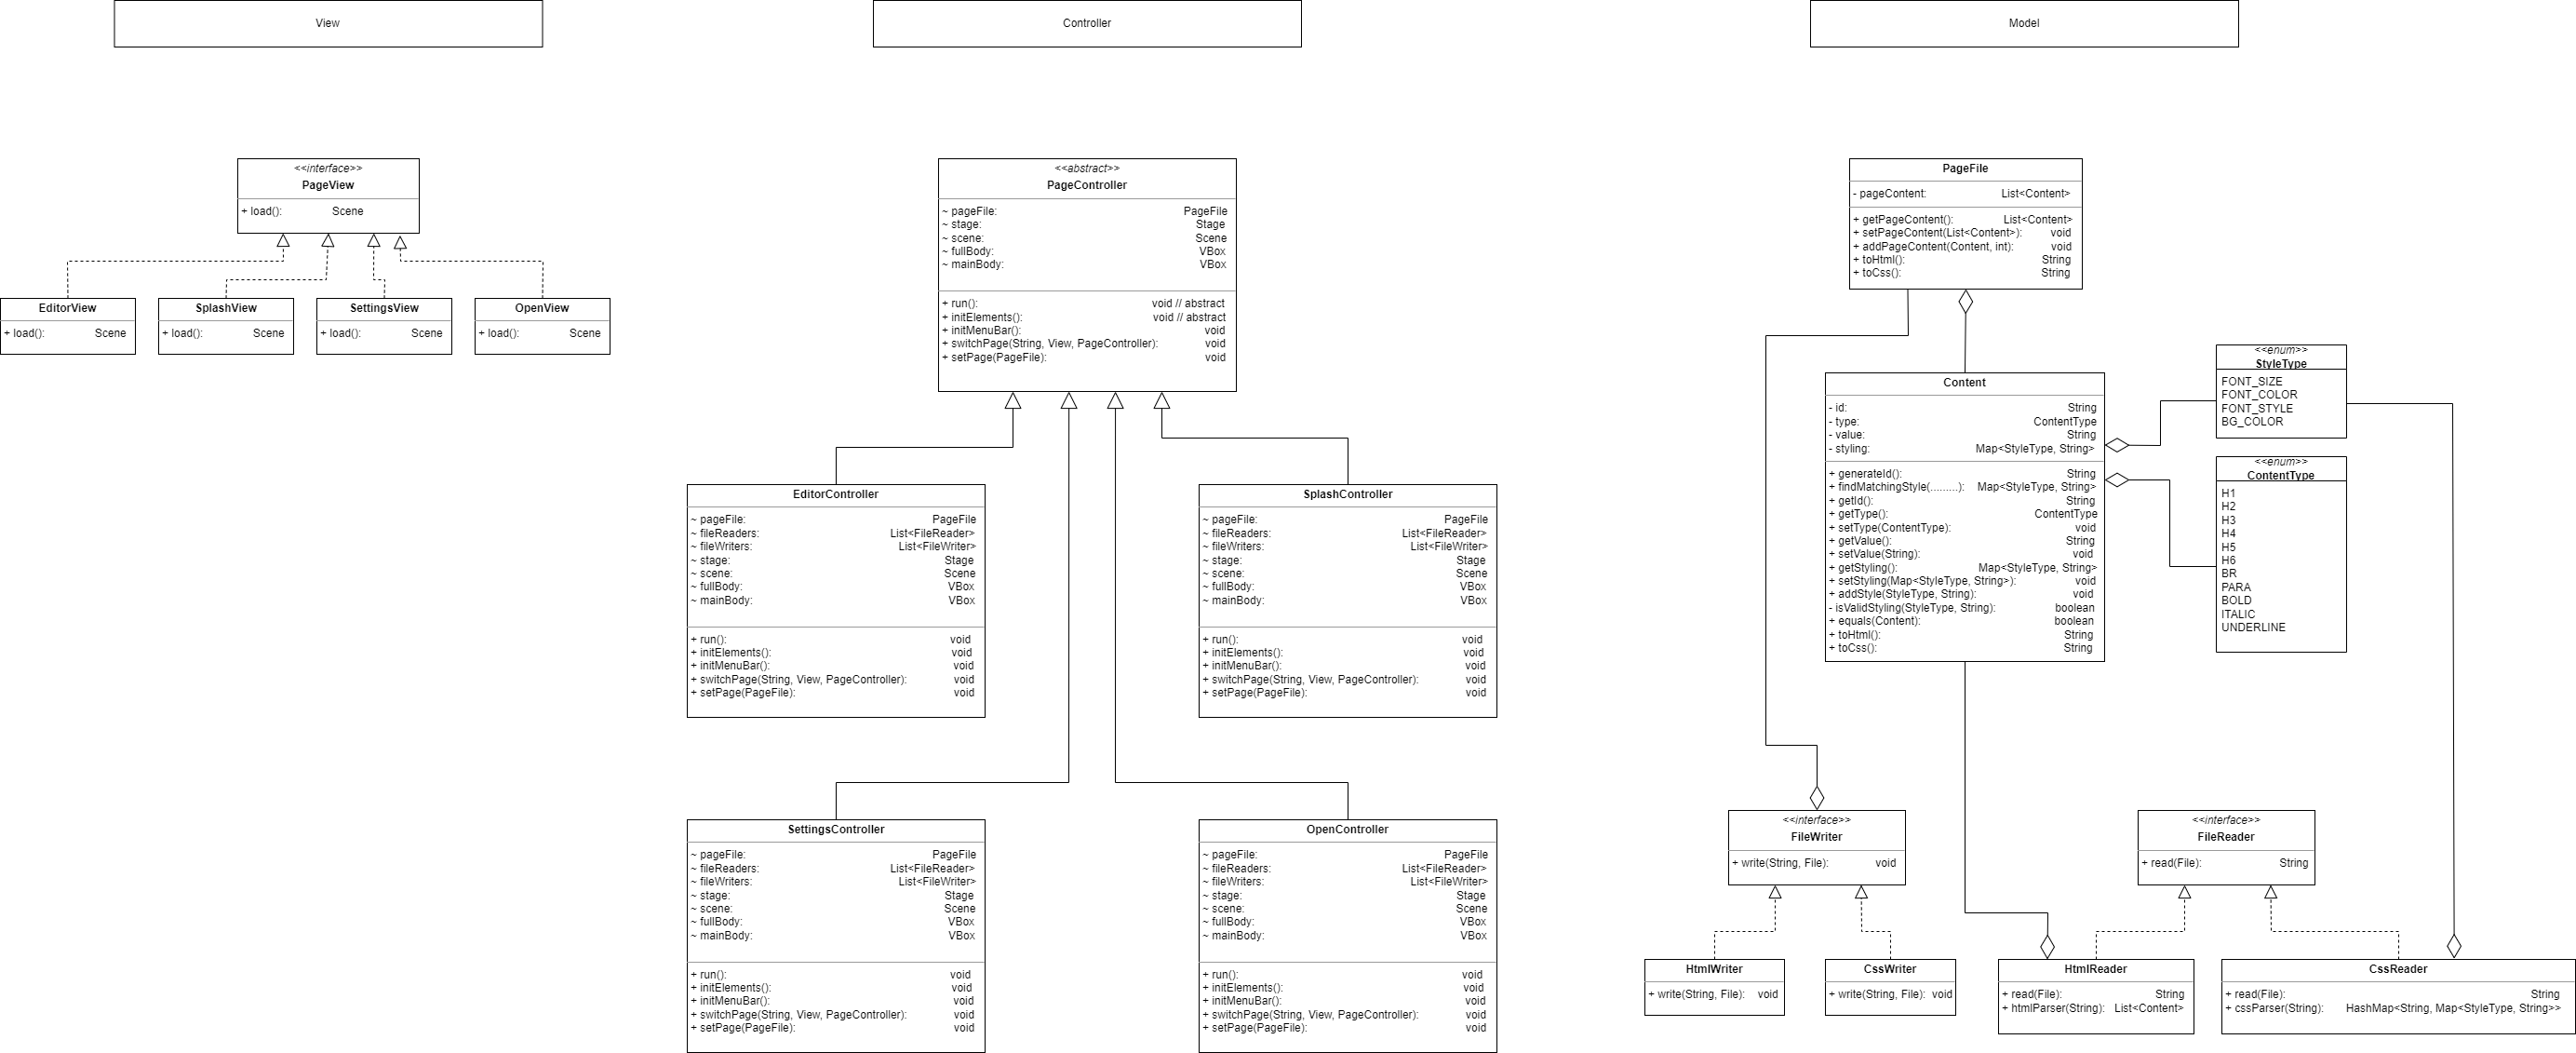 View
Controller
Model
<<interface>>
PageView
+ load(): Scene
EditorView
+ load(): Scene
SplashView
+ load(): Scene
SettingsView
+ load(): Scene
OpenView
+ load(): Scene
<<abstract>>
PageController
~ pageFile: PageFile
~ stage: Stage
~ scene: Scene
~ fullBody: VBox
~ mainBody: VBox
+ run(): void // abstract
+ initElements(): void // abstract
+ initMenuBar(): void
+ switchPage(String, View, PageController): void
+ setPage(PageFile): void
EditorController
~ pageFile: PageFile
~ fileReaders: List<FileReader>
~ fileWriters: List<FileWriter>
~ stage: Stage
~ scene: Scene
~ fullBody: VBox
~ mainBody: VBox
+ run(): void
+ initElements(): void
+ initMenuBar(): void
+ switchPage(String, View, PageController): void
+ setPage(PageFile): void
SplashController
~ pageFile: PageFile
~ fileReaders: List<FileReader>
~ fileWriters: List<FileWriter>
~ stage: Stage
~ scene: Scene
~ fullBody: VBox
~ mainBody: VBox
+ run(): void
+ initElements(): void
+ initMenuBar(): void
+ switchPage(String, View, PageController): void
+ setPage(PageFile): void
SettingsController
~ pageFile: PageFile
~ fileReaders: List<FileReader>
~ fileWriters: List<FileWriter>
~ stage: Stage
~ scene: Scene
~ fullBody: VBox
~ mainBody: VBox
+ run(): void
+ initElements(): void
+ initMenuBar(): void
+ switchPage(String, View, PageController): void
+ setPage(PageFile): void
OpenController
~ pageFile: PageFile
~ fileReaders: List<FileReader>
~ fileWriters: List<FileWriter>
~ stage: Stage
~ scene: Scene
~ fullBody: VBox
~ mainBody: VBox
+ run(): void
+ initElements(): void
+ initMenuBar(): void
+ switchPage(String, View, PageController): void
+ setPage(PageFile): void
PageFile
- pageContent: List<Content>
+ getPageContent(): List<Content>
+ setPageContent(List<Content>): void
+ addPageContent(Content, int): void
+ toHtml(): String
+ toCss(): String
Content
- id: String
- type: ContentType
- value: String
- styling: Map<StyleType, String>
+ generateId(): String
+ findMatchingStyle(.........): Map<StyleType, String>
+ getId(): String
+ getType(): ContentType
+ setType(ContentType): void
+ getValue(): String
+ setValue(String): void
+ getStyling(): Map<StyleType, String>
+ setStyling(Map<StyleType, String>): void
+ addStyle(StyleType, String): void
- isValidStyling(StyleType, String): boolean
+ equals(Content): boolean
+ toHtml(): String
+ toCss(): String
<<enum>>
StyleType
FONT_SIZE
FONT_COLOR
FONT_STYLE
BG_COLOR
<<enum>>
ContentType
H1
H2
H3
H4
H5
H6
BR
PARA
BOLD
ITALIC
UNDERLINE
<<interface>>
FileWriter
+ write(String, File): void
<<interface>>
FileReader
+ read(File): String
HtmlWriter
+ write(String, File): void
CssWriter
+ write(String, File): void
HtmlReader
+ read(File): String
+ htmlParser(String): List<Content>
CssReader
+ read(File): String
+ cssParser(String): HashMap<String, Map<StyleType, String>>